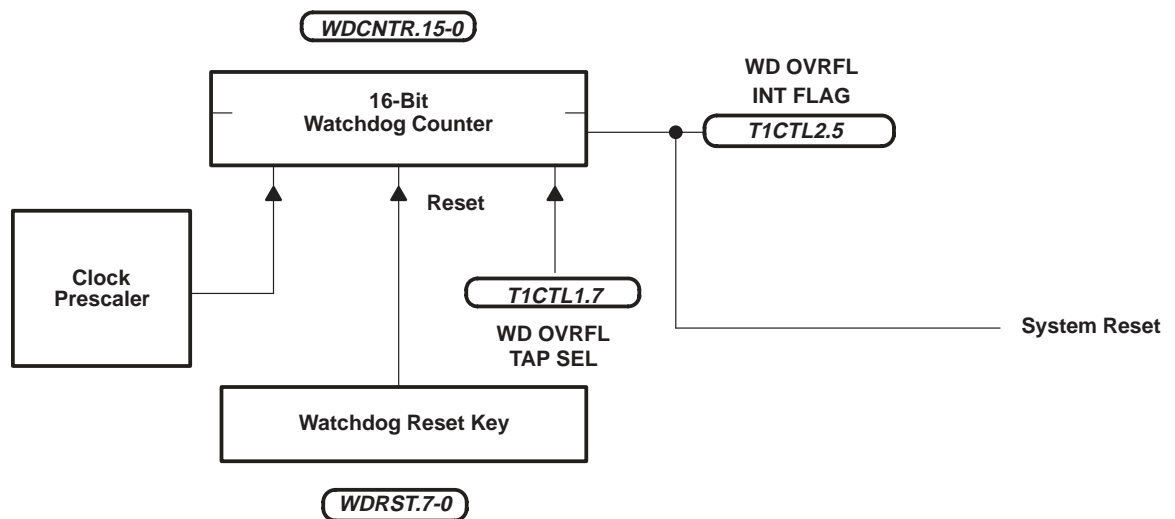 WDCNTR.15-0
16-Bit
Watchdog Counter
WD OVRFL
INT FLAG
T1CTL2.5
Reset
Clock
Prescaler
T1CTL1.7
WD OVRFL
TAP SEL
System Reset
Watchdog Reset Key
WDRST.7-0